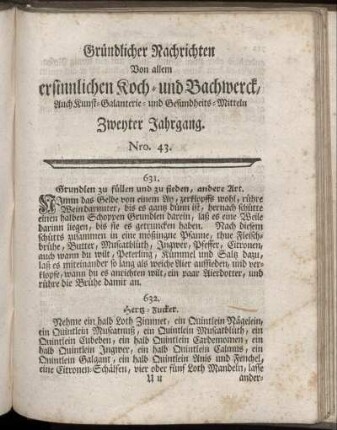 Gründlicher Nachrichten
Von allem
ersinnlichen Koch- und Bachwerck,
Auch Kunst-Galanterie- und Gesundheits-Mitteln
Zweyter Jahrgang.
Nro. 43.
631.
Grundlen zu füllen und zu sieden, andere Art.
Nimm das Gelbe von einem Ay, zerklopffs wohl, rühre
Weindarunter, bis es ganz dünn ist, hernach schütte
einen halben Schoppen Grundlen darein, laß es eine Weile
darinn liegen, bis sie es getruncken haben. Nach diesem
schütts zusammen in eine mössingne Pfanne, thue Fleisch-
brühe, Butter, Muscatblüth, Ingwer, Pfeffer, Citronen,
auch wann du wilt, Peterling, Kümmel und Salz dazu,
laß es miteinander so lang als weiche Aier aussieden, und ver-
klopfe, wann du es anrichten wilt, ein paar Aierdotter, und
rühre die Brühe damit an.
632.
Hertz-Zucker.
Nehme ein halb Loth Zimmet, ein Quintlein Nägelein,
ein Quintlein Muscatnuß, ein Quintlein Muscatblüth, ein
Quintlein Cubeben, ein halb Quintlein Cardemomen, ein
halb Quintlein Ingwer, ein halb Quintlein Calmus, ein
Quintlein Galgant, ein halb Quintlein Anis und Fenchel,
eine Citronen-Schälfen, vier oder fünf Loth Mandeln, lasse
U u ander-